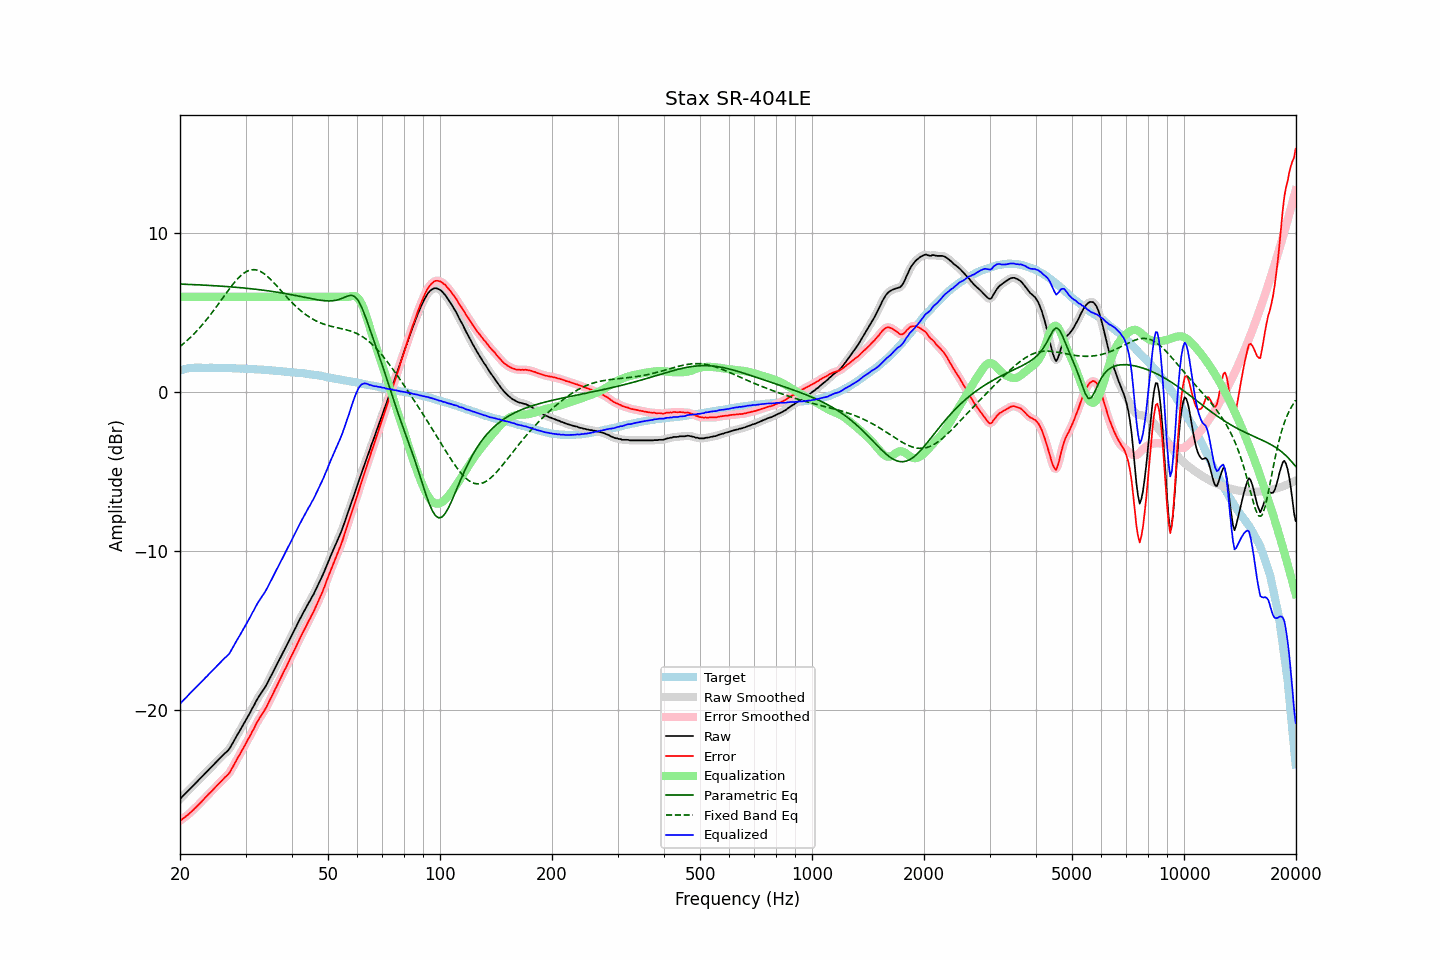 Stax SR-404LE
Amplitude (dBr)
10
0
−10
−20
20
50
100
200
500
1000
2000
5000
10000
20000
Frequency (Hz)
Target
Raw Smoothed
Error Smoothed
Raw
Error
Equalization
Parametric Eq
Fixed Band Eq
Equalized